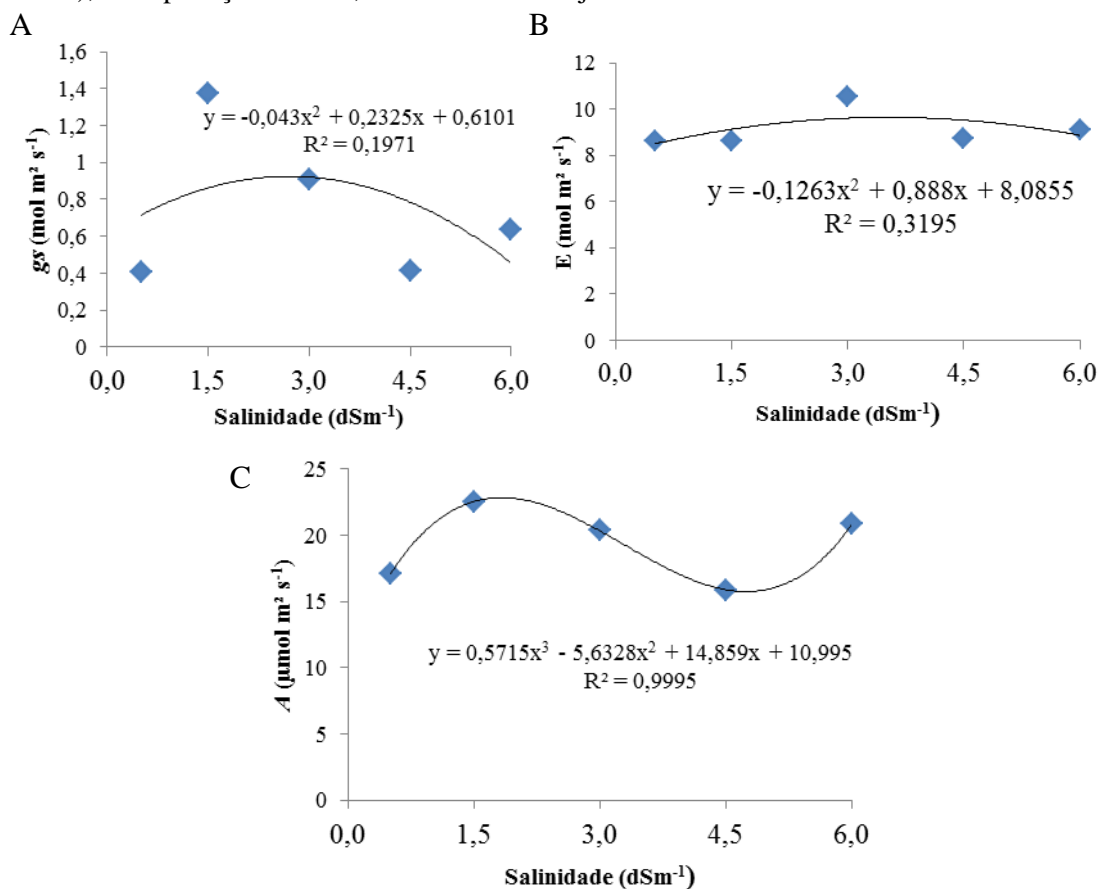 A
1,6
1,4
1,2
1
0,8
0,6
0,4
0,2
0
y = -0,043x² + 0,2325x + 0,6101
R² = 0,1971
gs (mol m² s⁻¹)
0,0 1,5 3,0 4,5 6,0
Salinidade (dSm⁻¹)
B
12
10
8
6
4
2
0
y = -0,1263x² + 0,888x + 8,0855
R² = 0,3195
E (mol m² s⁻¹)
0,0 1,5 3,0 4,5 6,0
Salinidade (dSm⁻¹)
C
25
20
15
10
5
0
y = 0,5715x³ - 5,6328x² + 14,859x + 10,995
R² = 0,9995
A (µmol m² s⁻¹)
0,0 1,5 3,0 4,5 6,0
Salinidade (dSm⁻¹)